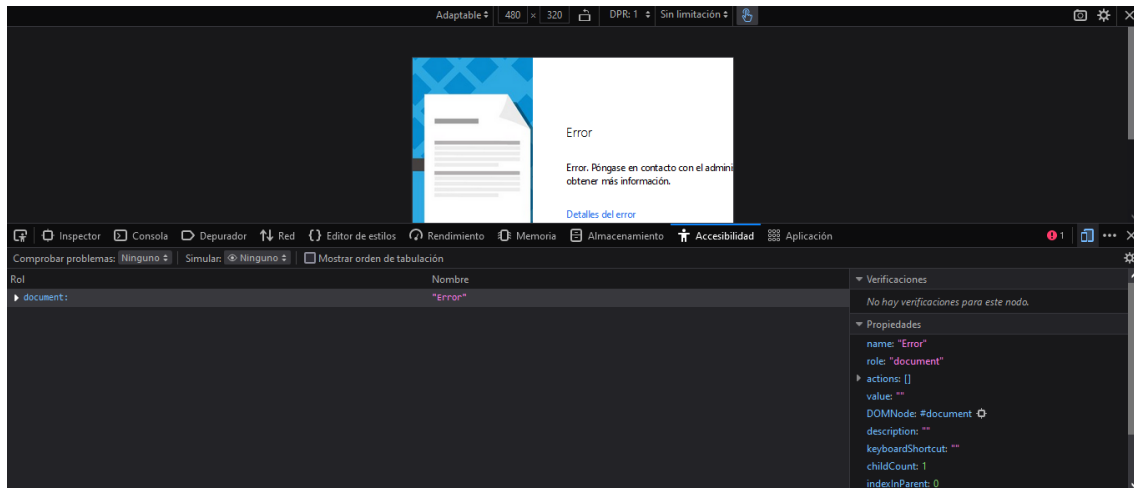 Adaptable 480 × 320 DPR: 1 Sin limitación
Error
Error. Póngase en contacto con el admini
obtener más información.
Detalles del error
Inspector Consola Depurador Red Editor de estilos Rendimiento Memoria Almacenamiento Accesibilidad Aplicación 1
Comprobar problemas: Ninguno Simular: Ninguno Mostrar orden de tabulación
Rol Nombre
document: "Error"
Verificaciones
No hay verificaciones para este nodo.
Propiedades
name: "Error"
role: "document"
actions: []
value: ""
DOMNode: #document
description: ""
keyboardShortcut: ""
childCount: 1
indexInParent: 0